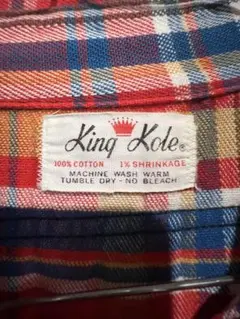 King Kole®
100% COTTON 1% SHRINKAGE
MACHINE WASH WARM
TUMBLE DRY - NO BLEACH